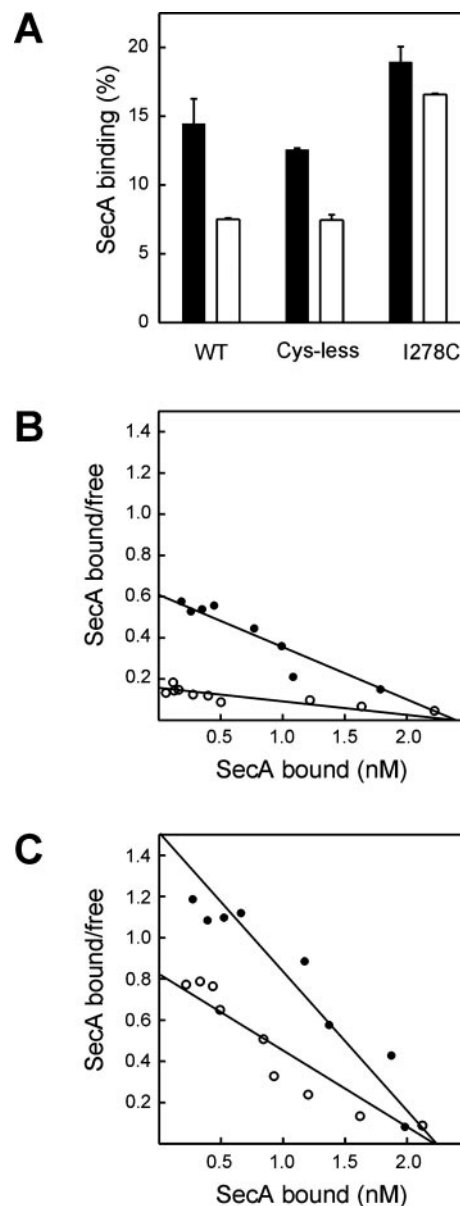 A
SecA binding (%)
20
15
10
5
0
WT Cys-less I278C
B
SecA bound/free
1.4
1.2
1.0
0.8
0.6
0.4
0.2
0.5 1.0 1.5 2.0
SecA bound (nM)
C
SecA bound/free
1.4
1.2
1.0
0.8
0.6
0.4
0.2
0.5 1.0 1.5 2.0
SecA bound (nM)